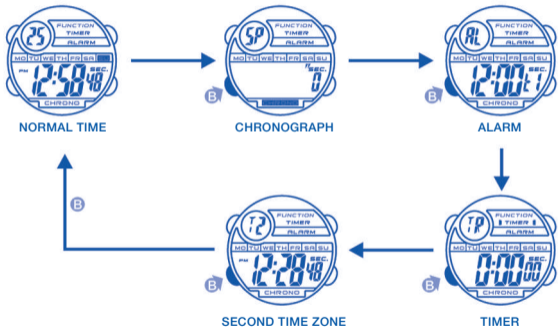 25
FUNCTION
TIMER
ALARM
MO TU WE TH FR SA
PM 12:58 48 SEC.
CHRONO
NORMAL TIME
SP
FUNCTION
TIMER
ALARM
MO TU WE TH FR SA SU
SEC.
0
B
CHRONOGRAPH
AL
FUNCTION
TIMER
ALARM
MO TU WE TH FR SA SU
12:00 t1
B
CHRONO
ALARM
B
T2
FUNCTION
TIMER
ALARM
MO TU WE TH FR SA SU
PM 12:28 48 SEC.
B
CHRONO
SECOND TIME ZONE
TR
FUNCTION
TIMER
ALARM
MO TU WE TH FR SA SU
0:00 00 SEC.
B
CHRONO
TIMER